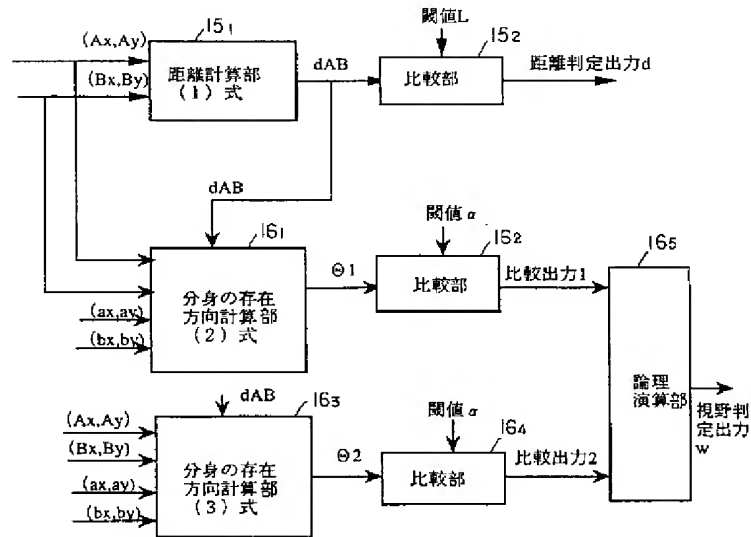 閾値L
(Ax,Ay)
15₁
dAB
15₂
(Bx,By)
距離計算部
(1)式
比較部
距離判定出力d
dAB
16₁
閾値α
16₂
16₅
分身の存在
方向計算部
(2)式
Θ1
比較部
比較出力1
(ax,ay)
(bx,by)
論理
演算部
視野判
定出力
w
dAB
16₃
閾値α
16₄
(Ax,Ay)
(Bx,By)
(ax,ay)
(bx,by)
分身の存在
方向計算部
(3)式
Θ2
比較部
比較出力2